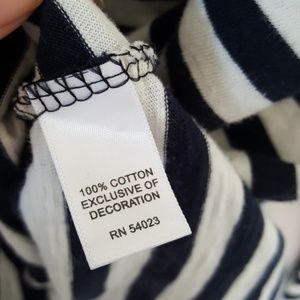 100% COTTON
EXCLUSIVE OF
DECORATION
RN 54023